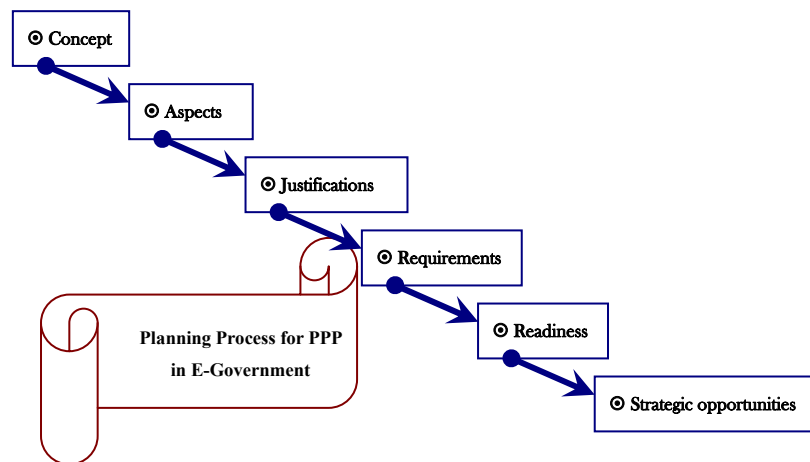 ⊙ Concept
⊙ Aspects
⊙ Justifications
⊙ Requirements
⊙ Readiness
⊙ Strategic opportunities
Planning Process for PPP
in E-Government